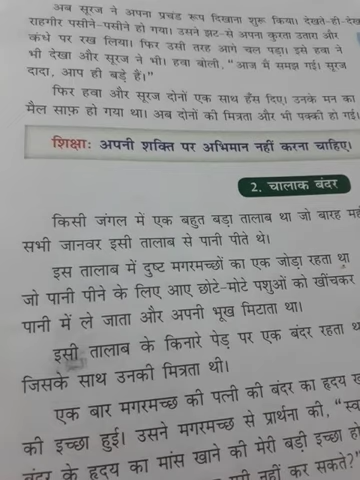 अब सूरज ने अपना प्रचंड रूप दिखाना शुरू किया। देखते-ही-देख
राहगीर पसीने-पसीने हो गया। उसने झट-से अपना कुरता उतारा और
कंधे पर रख लिया। फिर उसी तरह आगे चल पड़ा। इसे हवा ने
भी देखा और सूरज ने भी। हवा बोली, "आज मैं समझ गई। सूरज
दादा, आप ही बड़े हैं।"
फिर हवा और सूरज दोनों एक साथ हँस दिए। उनके मन का
मैल साफ़ हो गया था। अब दोनों की मित्रता और भी पक्की हो गई।
शिक्षाः अपनी शक्ति पर अभिमान नहीं करना चाहिए।
2. चालाक बंदर
किसी जंगल में एक बहुत बड़ा तालाब था जो बारह मही
सभी जानवर इसी तालाब से पानी पीते थे।
इस तालाब में दुष्ट मगरमच्छों का एक जोड़ा रहता था
जो पानी पीने के लिए आए छोटे-मोटे पशुओं को खींचकर
पानी में ले जाता और अपनी भूख मिटाता था।
इसी तालाब के किनारे पेड़ पर एक बंदर रहता था
जिसके साथ उनकी मित्रता थी।
एक बार मगरमच्छ की पत्नी की बंदर का हृदय ख
की इच्छा हुई। उसने मगरमच्छ से प्रार्थना की, "स्व
बंदर के हृदय का मांस खाने की मेरी बड़ी इच्छा हो
नहीं कर सकते?"